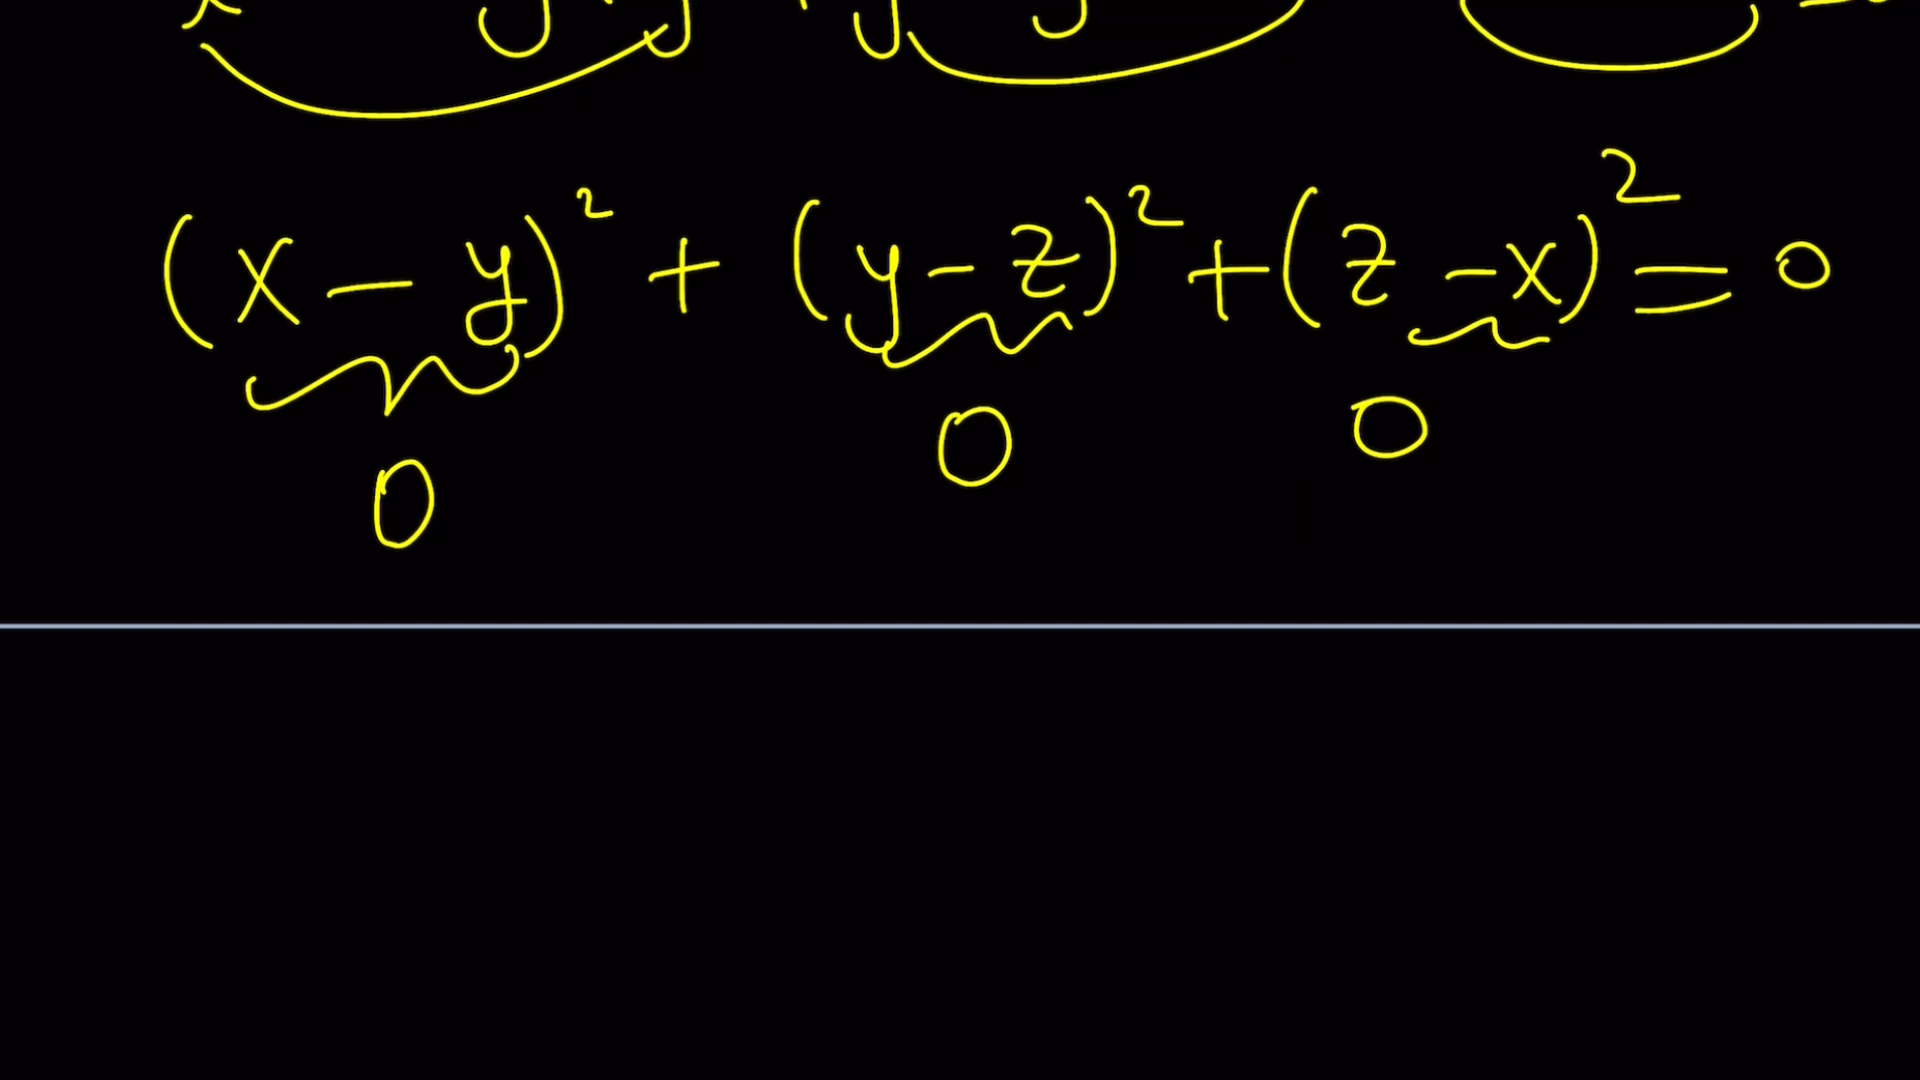 (x - y)² + (y - z)² + (z - x)² = 0
0 0 0